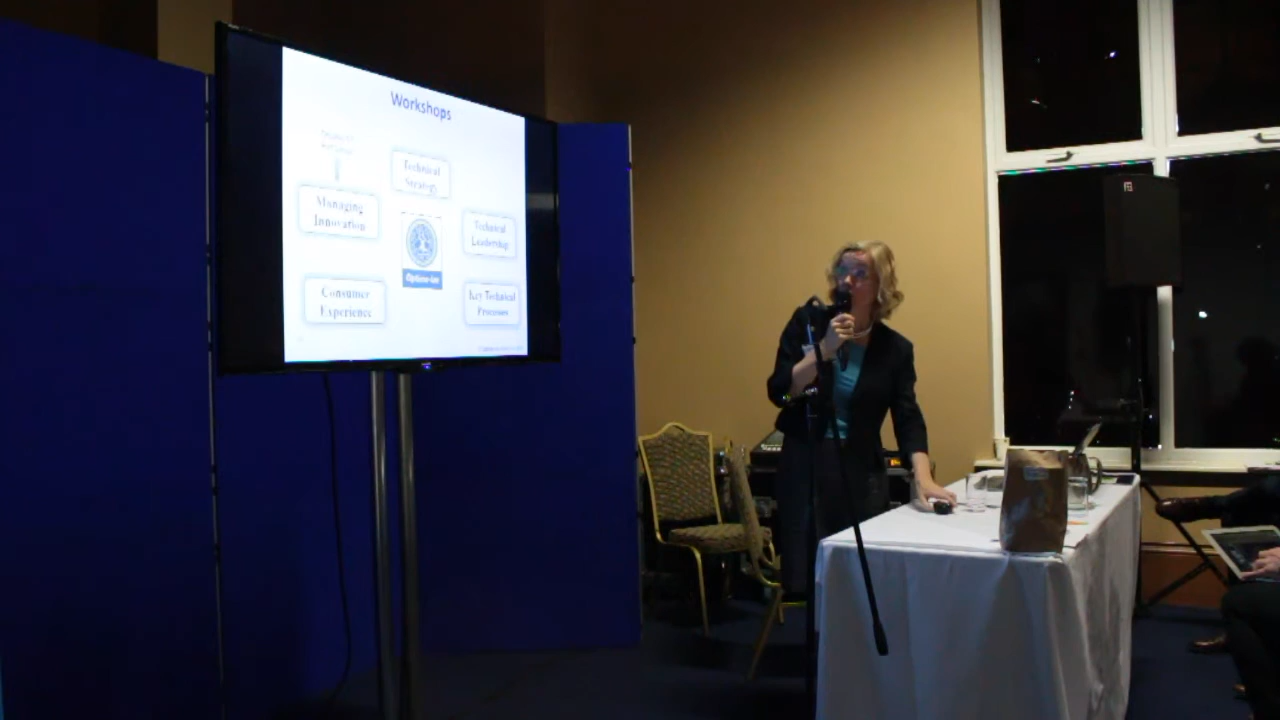 Workshops
Technical
Strategy
Managing
Innovation
Technical
Leadership
Consumer
Experience
Key Technical
Processes